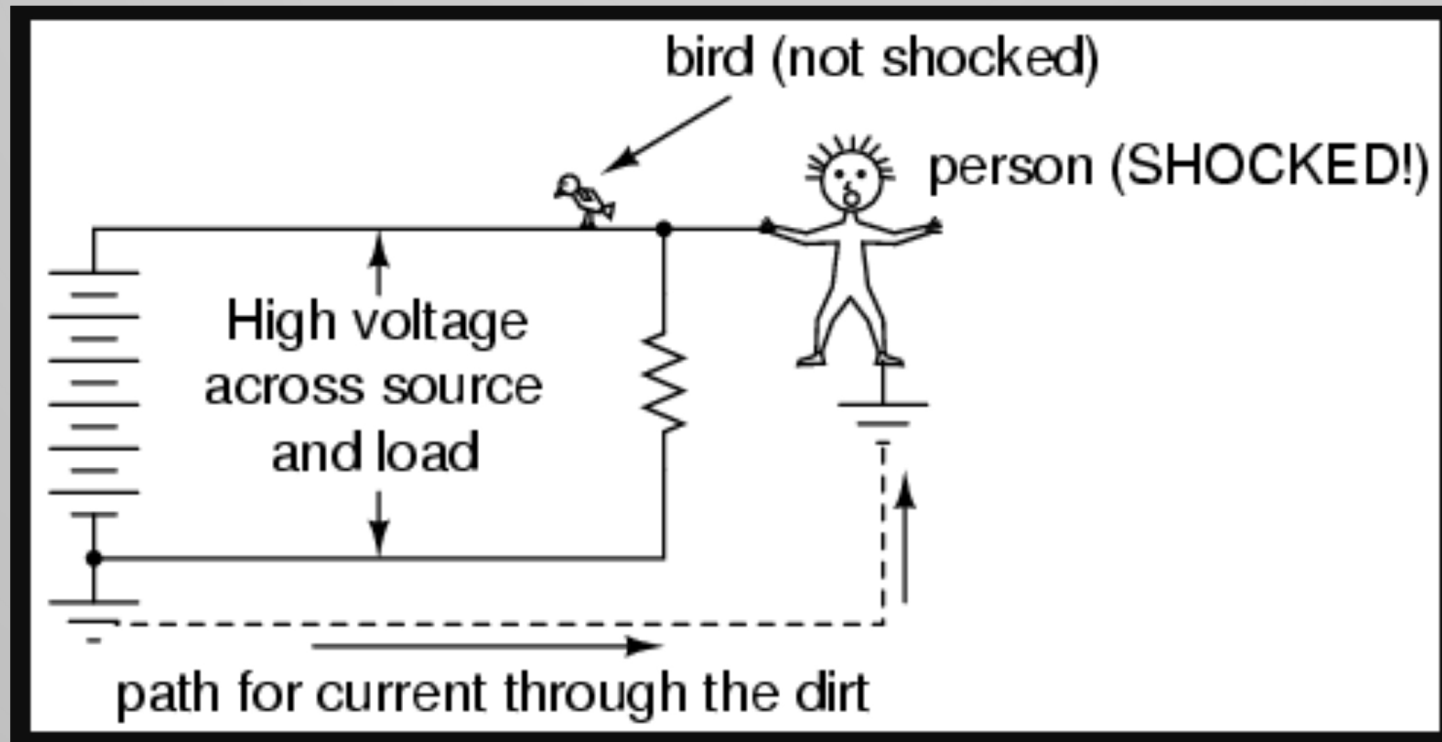 bird (not shocked)
person (SHOCKED!)
High voltage
across source
and load
path for current through the dirt